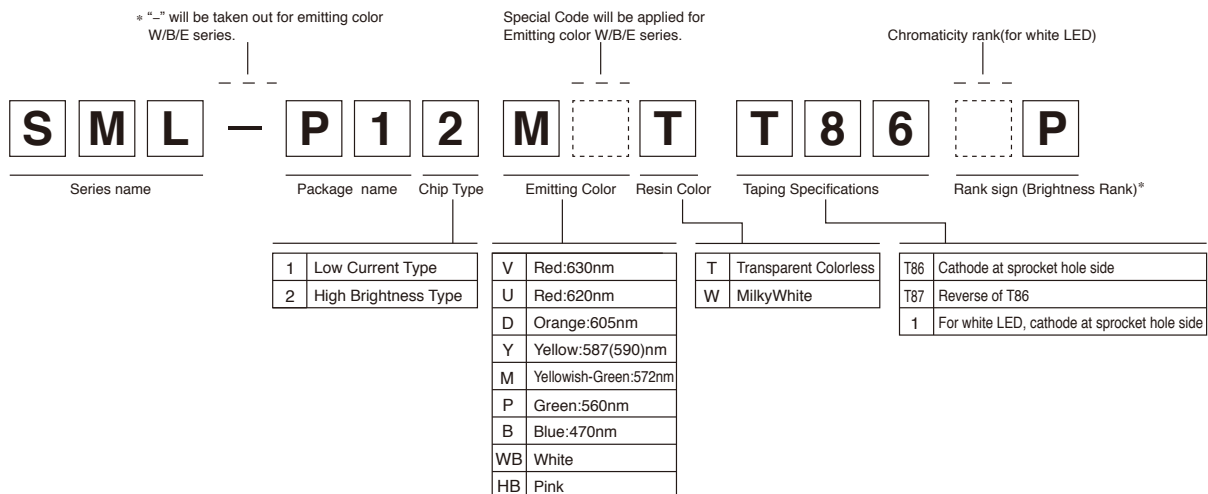 * "–" will be taken out for emitting color
W/B/E series.
Special Code will be applied for
Emitting color W/B/E series.
Chromaticity rank(for white LED)
S M L – P 1 2 M T T 8 6 P
Series name
Package name
Chip Type
Emitting Color
Resin Color
Taping Specifications
Rank sign (Brightness Rank)*
1 Low Current Type
2 High Brightness Type
V Red:630nm
U Red:620nm
D Orange:605nm
Y Yellow:587(590)nm
M Yellowish-Green:572nm
P Green:560nm
B Blue:470nm
WB White
HB Pink
T Transparent Colorless
W MilkyWhite
T86 Cathode at sprocket hole side
T87 Reverse of T86
1 For white LED, cathode at sprocket hole side